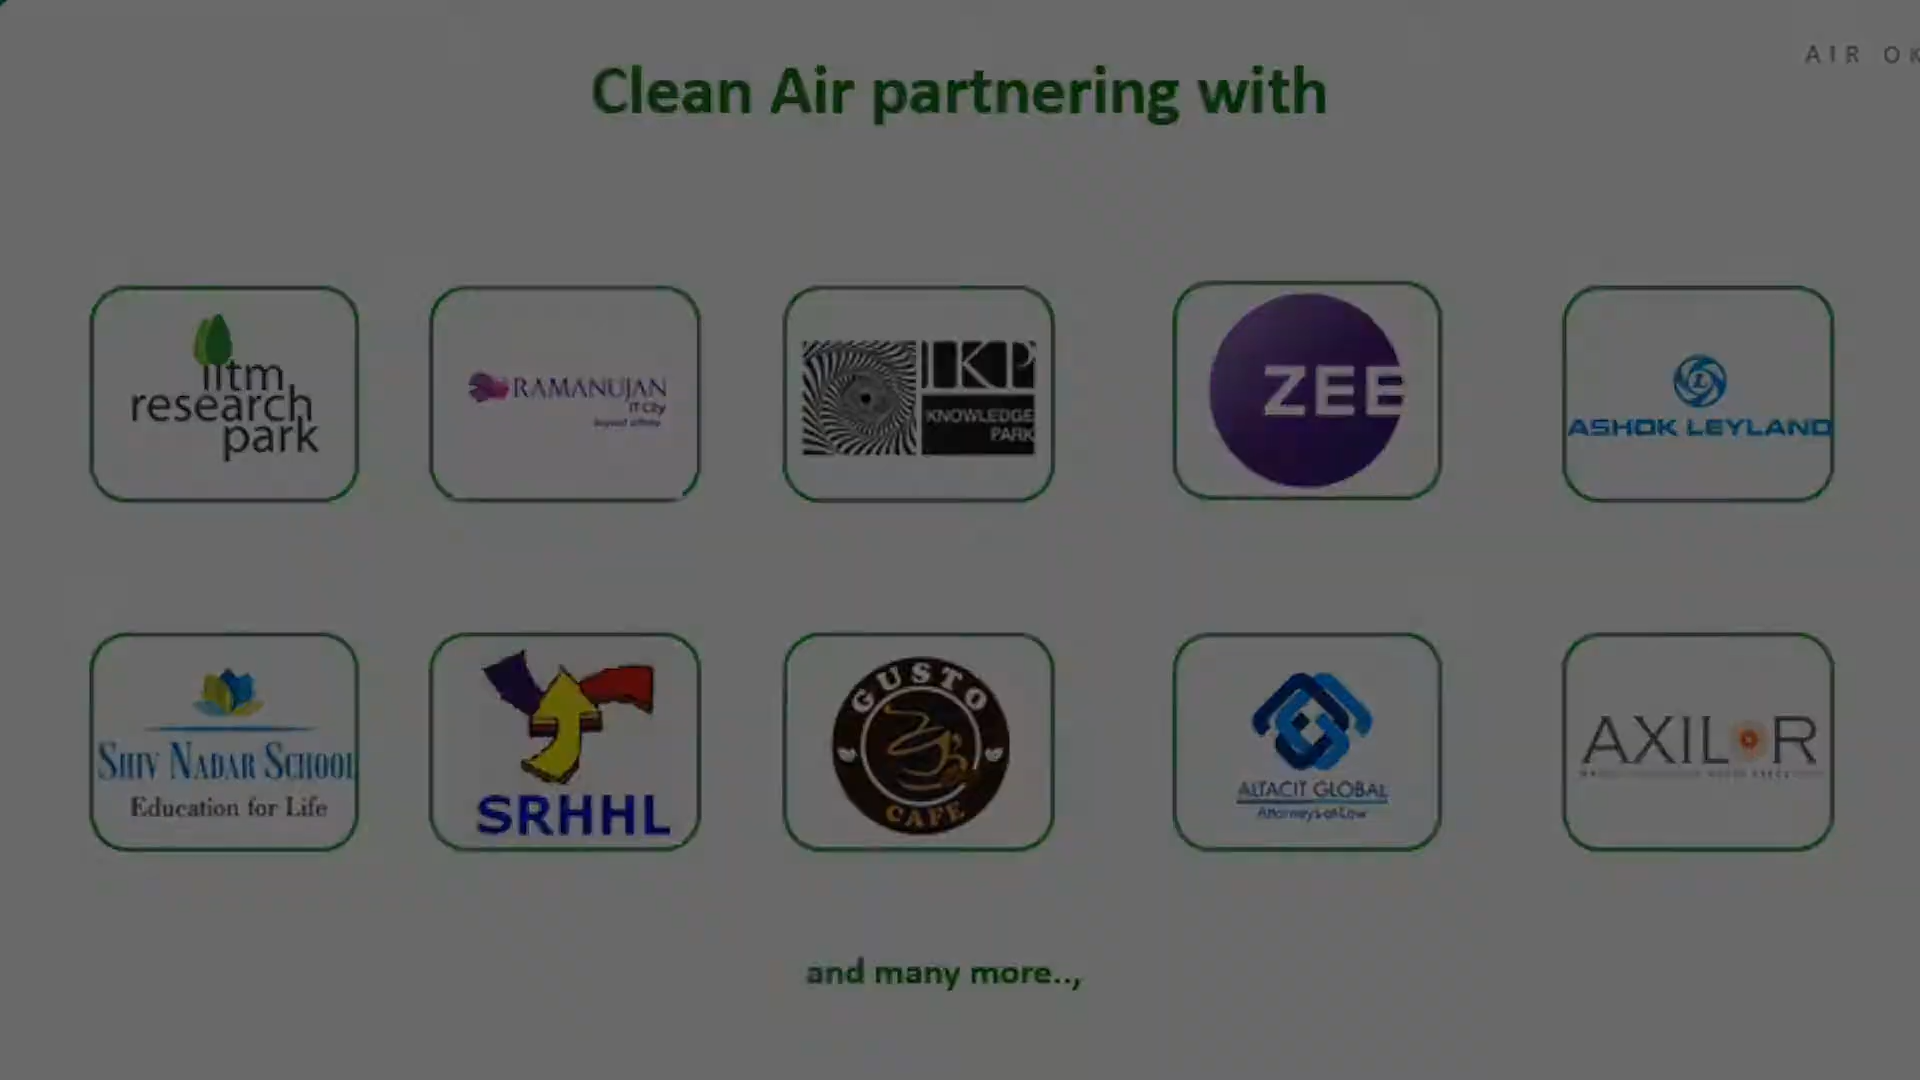 AIR OK
Clean Air partnering with
iitm
research
park
RAMANUJAN
IT City
IKP
KNOWLEDGE
PARK
ZEE
ASHOK LEYLAND
SHIV NADAR SCHOOL
Education for Life
SRHHL
GUSTO
CAFE
ALTACIT GLOBAL
Attorneys at Law
AXILOR
and many more..,